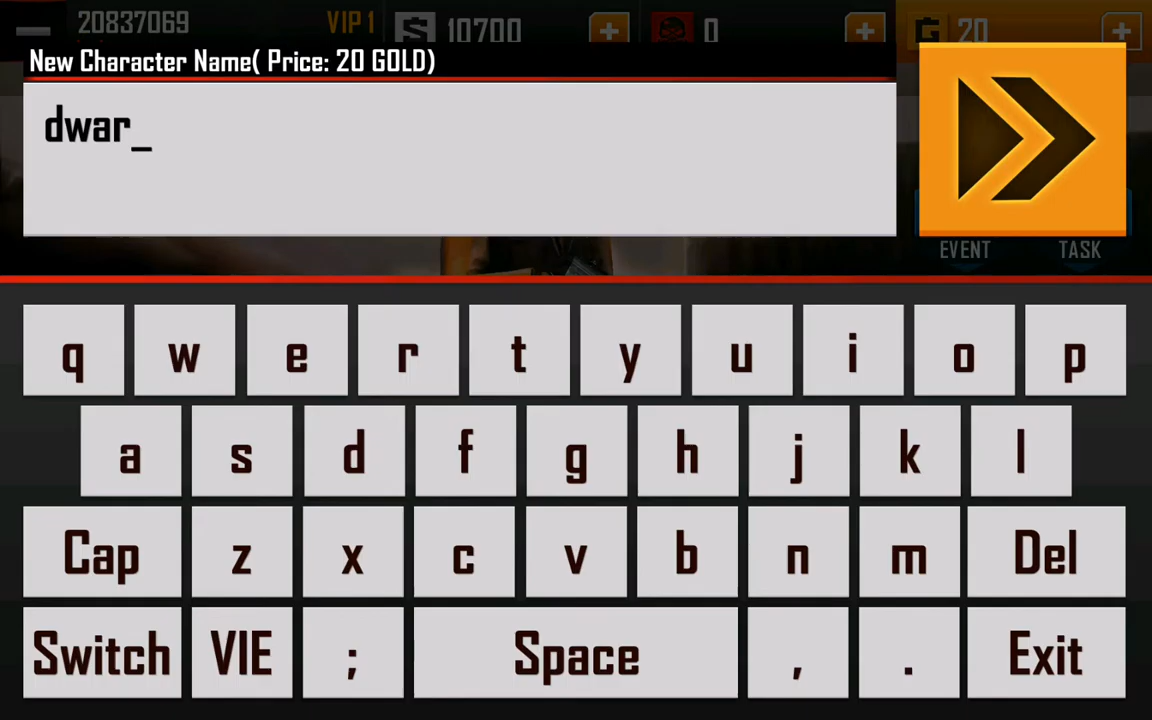 20837069 VIP 1 10700 0 20
New Character Name( Price: 20 GOLD)
dwar_
EVENT TASK
q w e r t y u i o p
a s d f g h j k l
Cap z x c v b n m Del
Switch VIE ; Space , . Exit